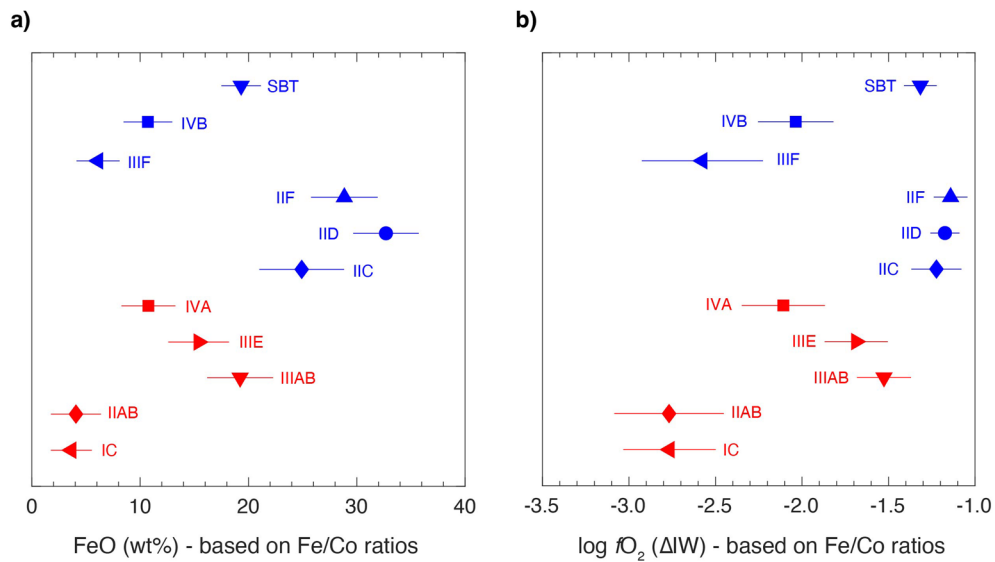 a)
SBT
IVB
IIIF
IIF
IID
IIC
IVA
IIIE
IIIAB
IIAB
IC
0 10 20 30 40
FeO (wt%) - based on Fe/Co ratios
b)
SBT
IVB
IIIF
IIF
IID
IIC
IVA
IIIE
IIIAB
IIAB
IC
-3.5 -3.0 -2.5 -2.0 -1.5 -1.0
log fO₂ (ΔIW) - based on Fe/Co ratios